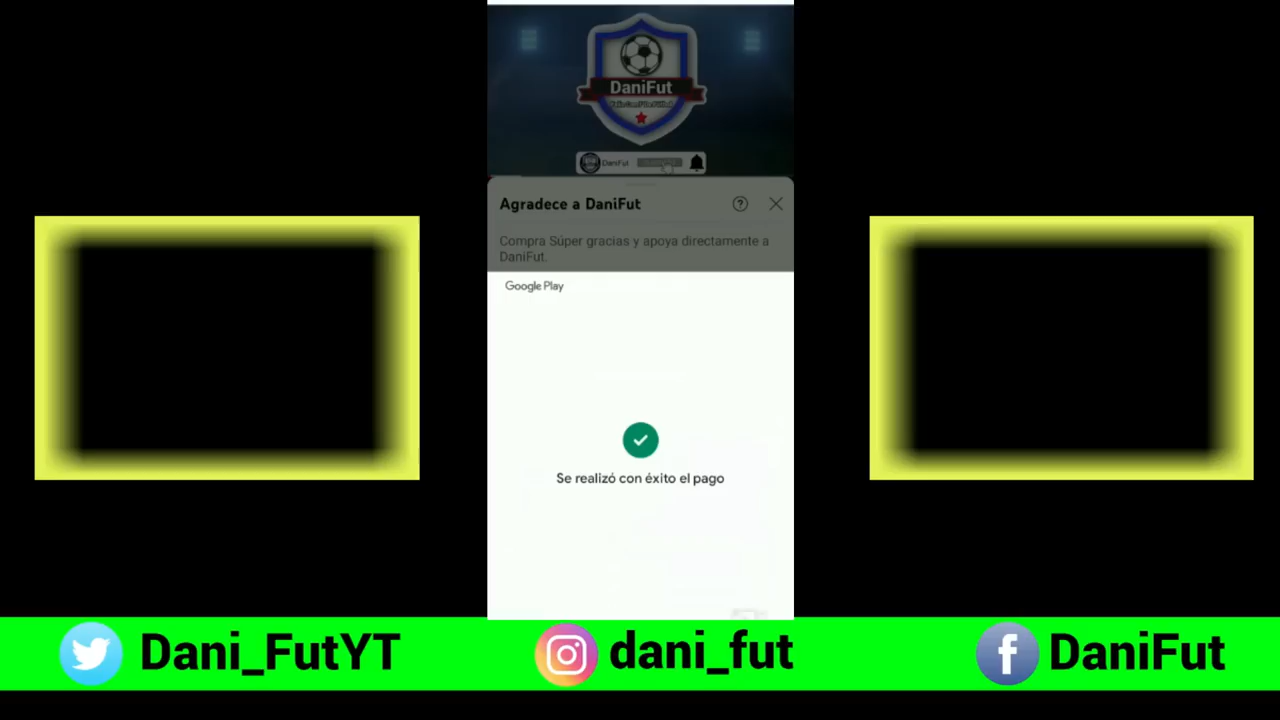 DaniFut
DaniFut
Agradece a DaniFut
Compra Súper gracias y apoya directamente a
DaniFut.
Google Play
Se realizó con éxito el pago
Dani_FutYT
dani_fut
DaniFut